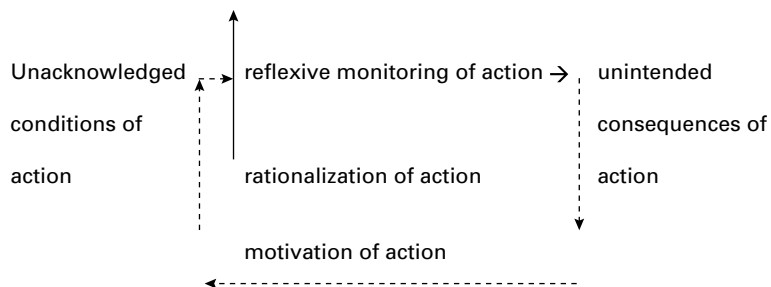 Unacknowledged
conditions of
action
reflexive monitoring of action →
rationalization of action
motivation of action
unintended
consequences of
action